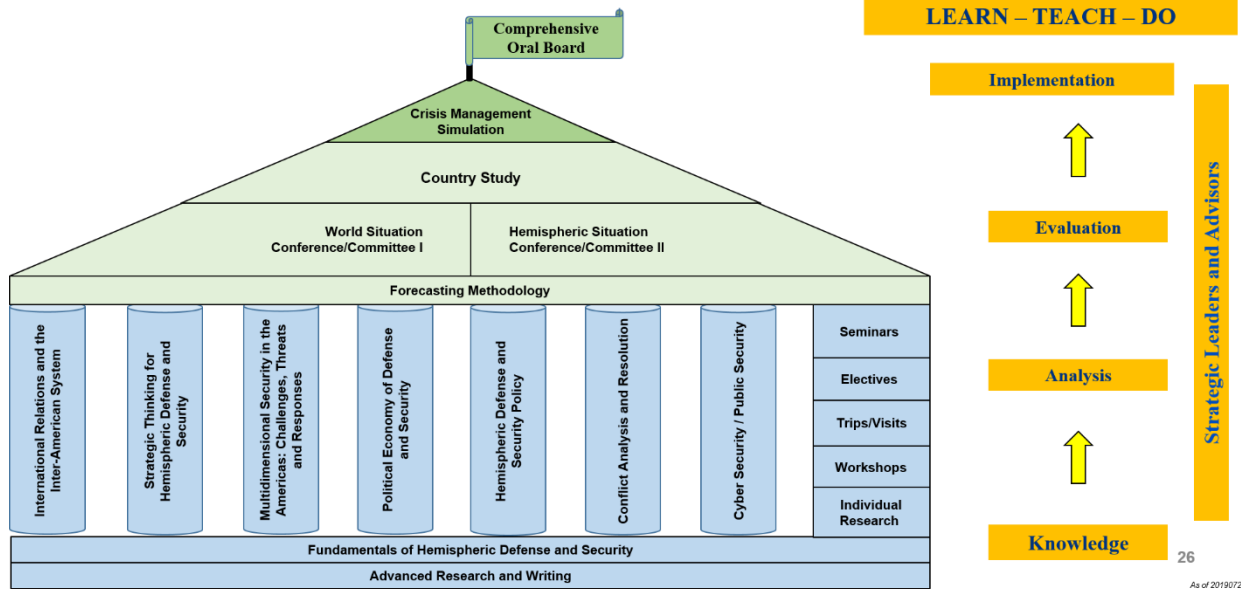 Comprehensive
Oral Board
Crisis Management
Simulation
Country Study
World Situation
Conference/Committee I
Hemispheric Situation
Conference/Committee II
Forecasting Methodology
International Relations and the
Inter-American System
Strategic Thinking for
Hemispheric Defense and
Security
Multidimensional Security in the
Americas: Challenges, Threats
and Responses
Political Economy of Defense
and Security
Hemispheric Defense and
Security Policy
Conflict Analysis and Resolution
Cyber Security / Public Security
Seminars
Electives
Trips/Visits
Workshops
Individual
Research
Fundamentals of Hemispheric Defense and Security
Advanced Research and Writing
LEARN – TEACH – DO
Implementation
Evaluation
Analysis
Knowledge
Strategic Leaders and Advisors
26
As of 2019072